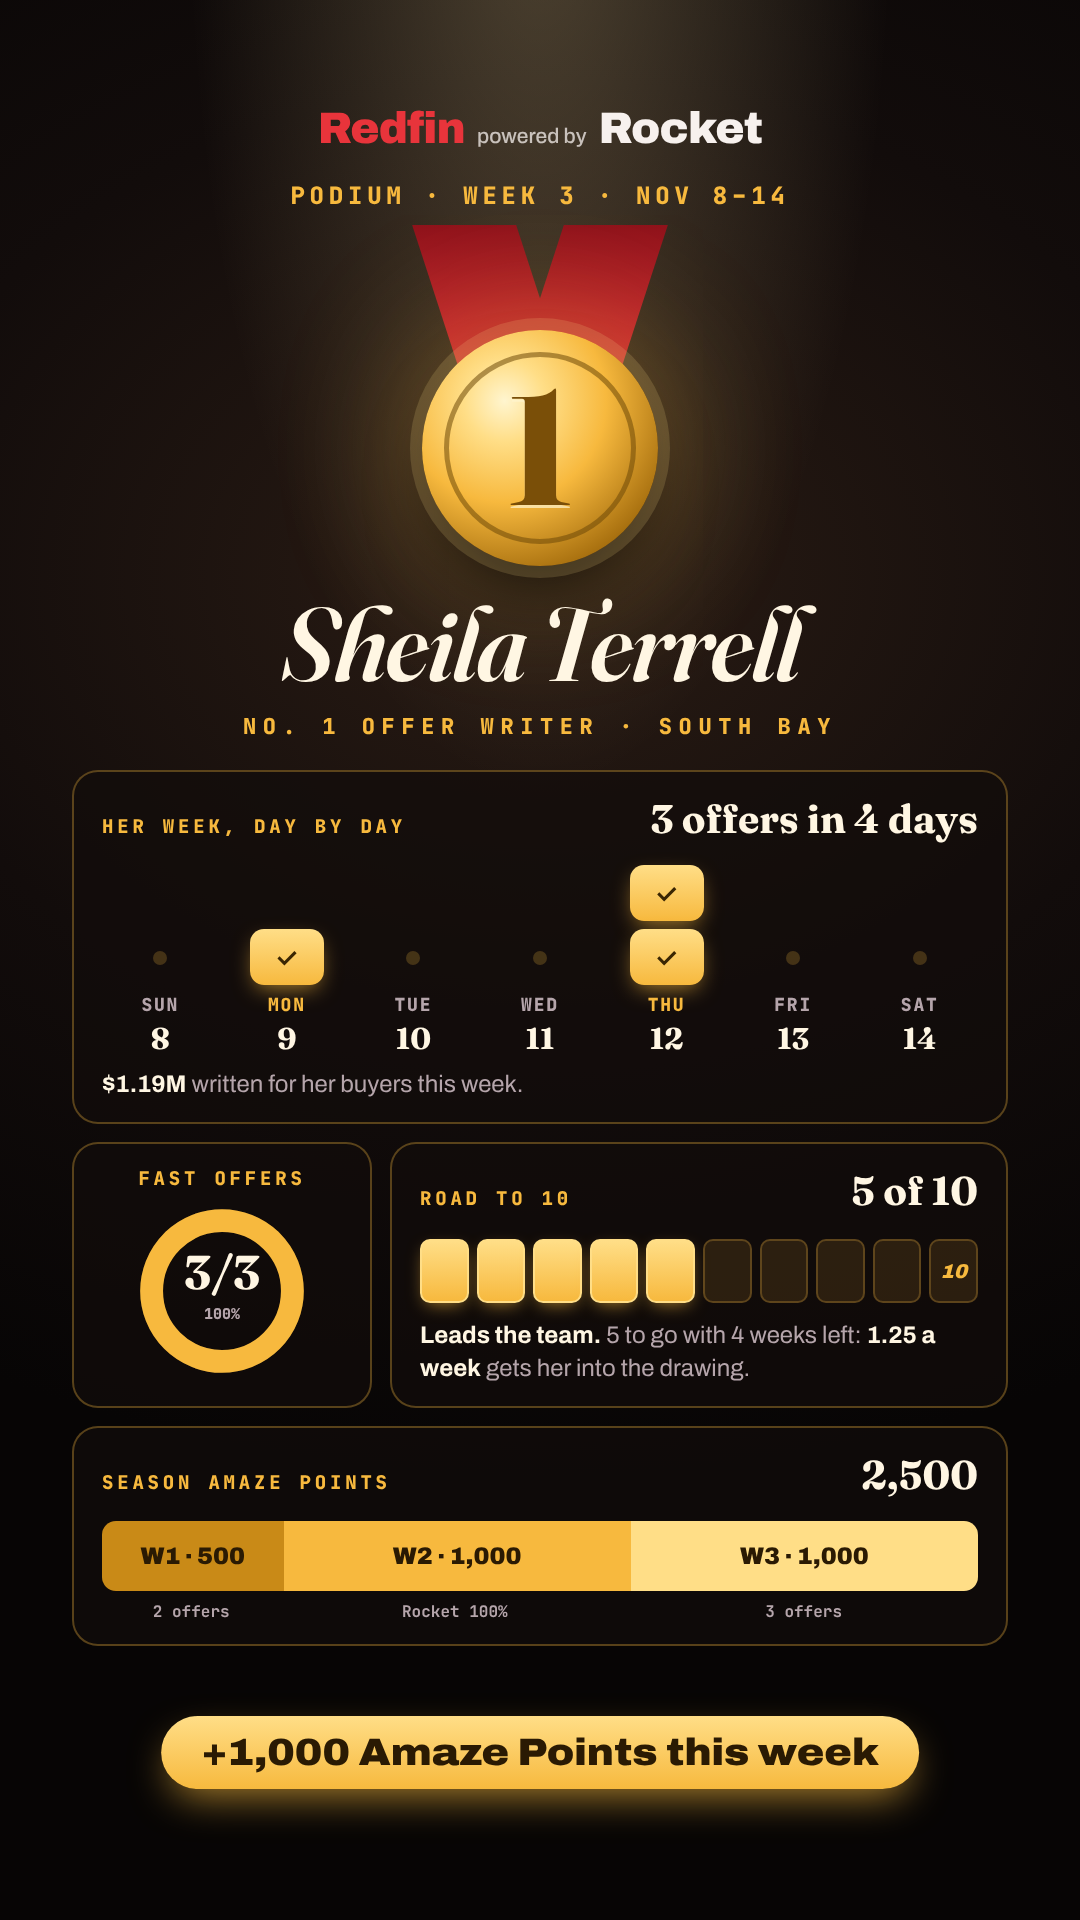 Redfin powered by Rocket
PODIUM · WEEK 3 · NOV 8–14
1
Sheila Terrell
NO. 1 OFFER WRITER · SOUTH BAY
HER WEEK, DAY BY DAY
3 offers in 4 days
SUN MON TUE WED THU FRI SAT
8 9 10 11 12 13 14
$1.19M written for her buyers this week.
FAST OFFERS
3/3
100%
ROAD TO 10
5 of 10
10
Leads the team. 5 to go with 4 weeks left: 1.25 a
week gets her into the drawing.
SEASON AMAZE POINTS
2,500
W1 · 500 W2 · 1,000 W3 · 1,000
2 offers Rocket 100% 3 offers
+1,000 Amaze Points this week